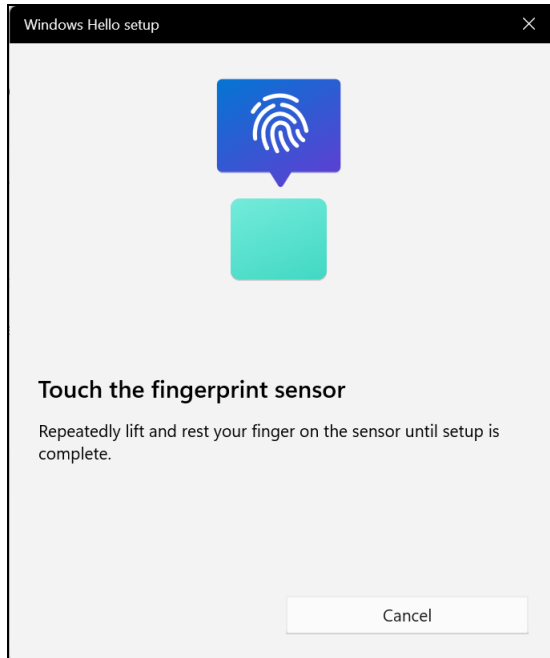 Windows Hello setup
Touch the fingerprint sensor
Repeatedly lift and rest your finger on the sensor until setup is
complete.
Cancel